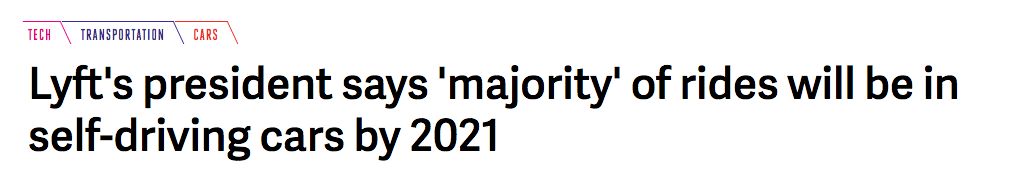 TECH TRANSPORTATION CARS
Lyft's president says 'majority' of rides will be in
self-driving cars by 2021